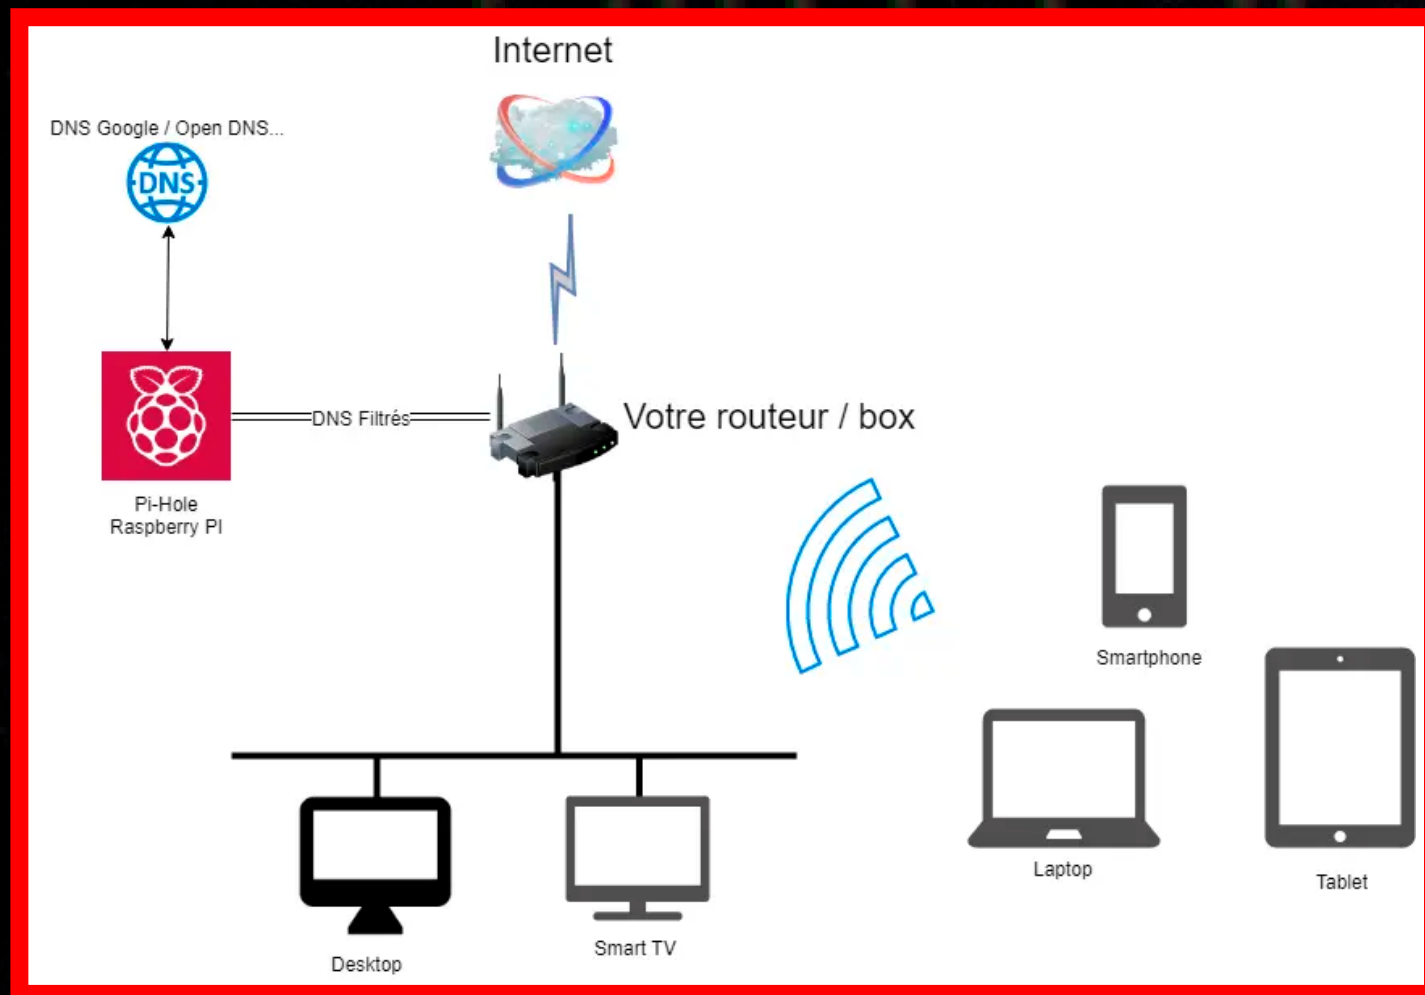 Internet
DNS Google / Open DNS...
DNS
DNS Filtrés
Votre routeur / box
Pi-Hole
Raspberry PI
Smartphone
Laptop
Tablet
Smart TV
Desktop